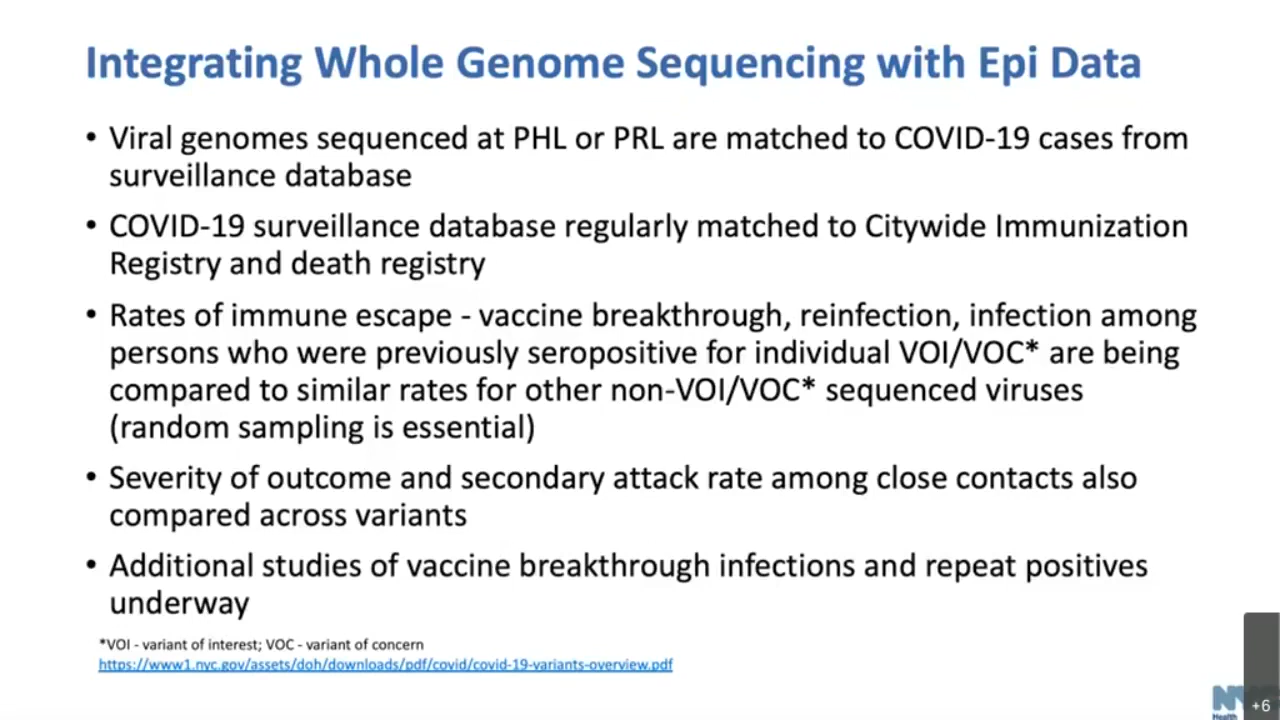 Integrating Whole Genome Sequencing with Epi Data
• Viral genomes sequenced at PHL or PRL are matched to COVID-19 cases from
surveillance database
• COVID-19 surveillance database regularly matched to Citywide Immunization
Registry and death registry
• Rates of immune escape - vaccine breakthrough, reinfection, infection among
persons who were previously seropositive for individual VOI/VOC* are being
compared to similar rates for other non-VOI/VOC* sequenced viruses
(random sampling is essential)
• Severity of outcome and secondary attack rate among close contacts also
compared across variants
• Additional studies of vaccine breakthrough infections and repeat positives
underway
*VOI - variant of interest; VOC - variant of concern
https://www1.nyc.gov/assets/doh/downloads/pdf/covid/covid-19-variants-overview.pdf
Health
+6